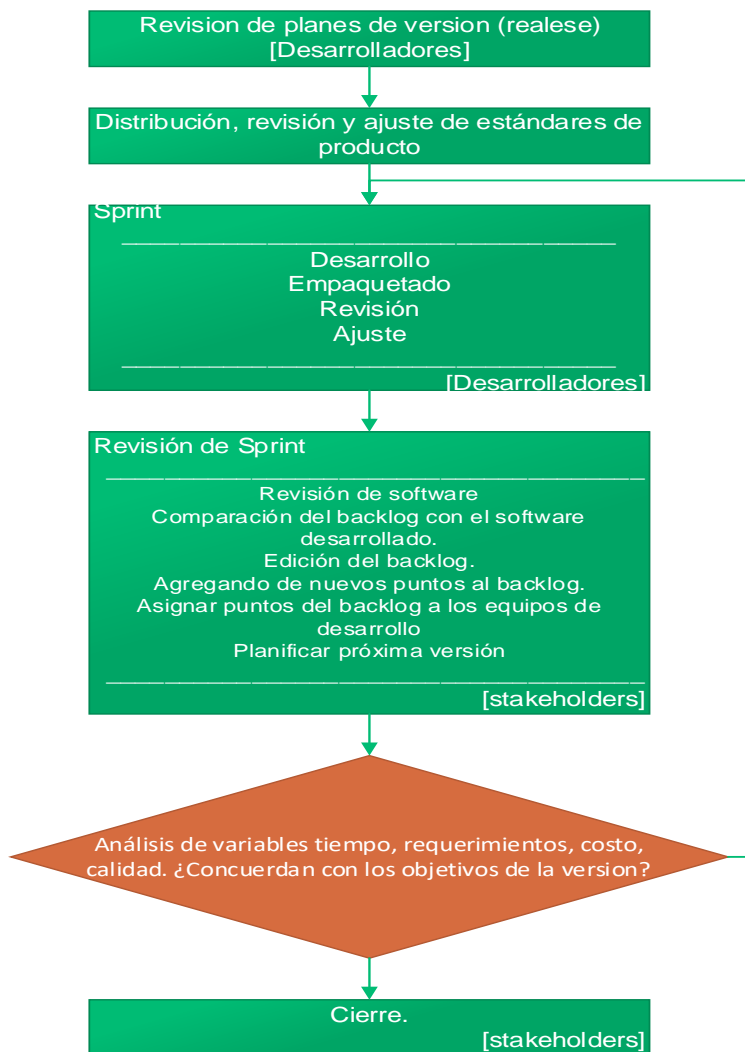 Revision de planes de version (realese)
[Desarrolladores]
Distribución, revisión y ajuste de estándares de
producto
Sprint
Desarrollo
Empaquetado
Revisión
Ajuste
[Desarrolladores]
Revisión de Sprint
Revisión de software
Comparación del backlog con el software
desarrollado.
Edición del backlog.
Agregando de nuevos puntos al backlog.
Asignar puntos del backlog a los equipos de
desarrollo
Planificar próxima versión
[stakeholders]
Análisis de variables tiempo, requerimientos, costo,
calidad. ¿Concuerdan con los objetivos de la version?
Cierre.
[stakeholders]